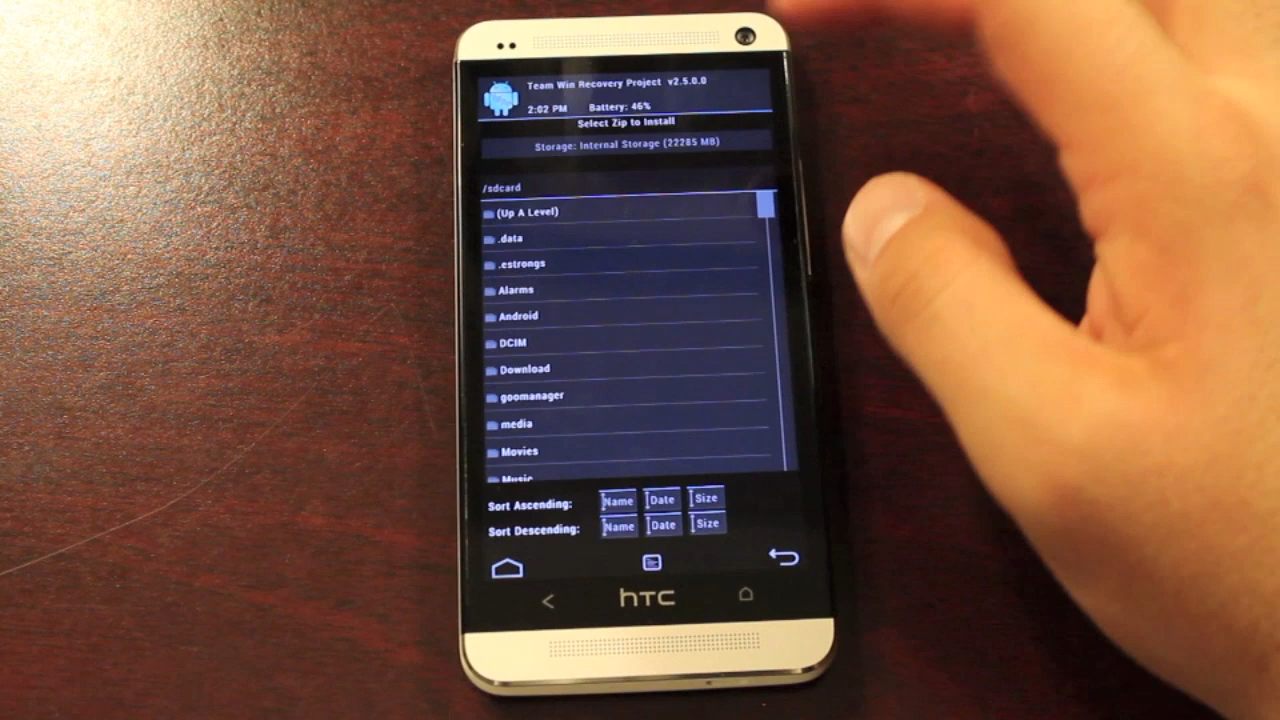 Team Win Recovery Project v2.5.0.0
2:02 PM Battery: 46%
Select Zip to Install
Storage: Internal Storage (22285 MB)
/sdcard
(Up A Level)
.data
.estrongs
Alarms
Android
DCIM
Download
goomanager
media
Movies
Music
Sort Ascending: Name Date Size
Sort Descending: Name Date Size
hTC